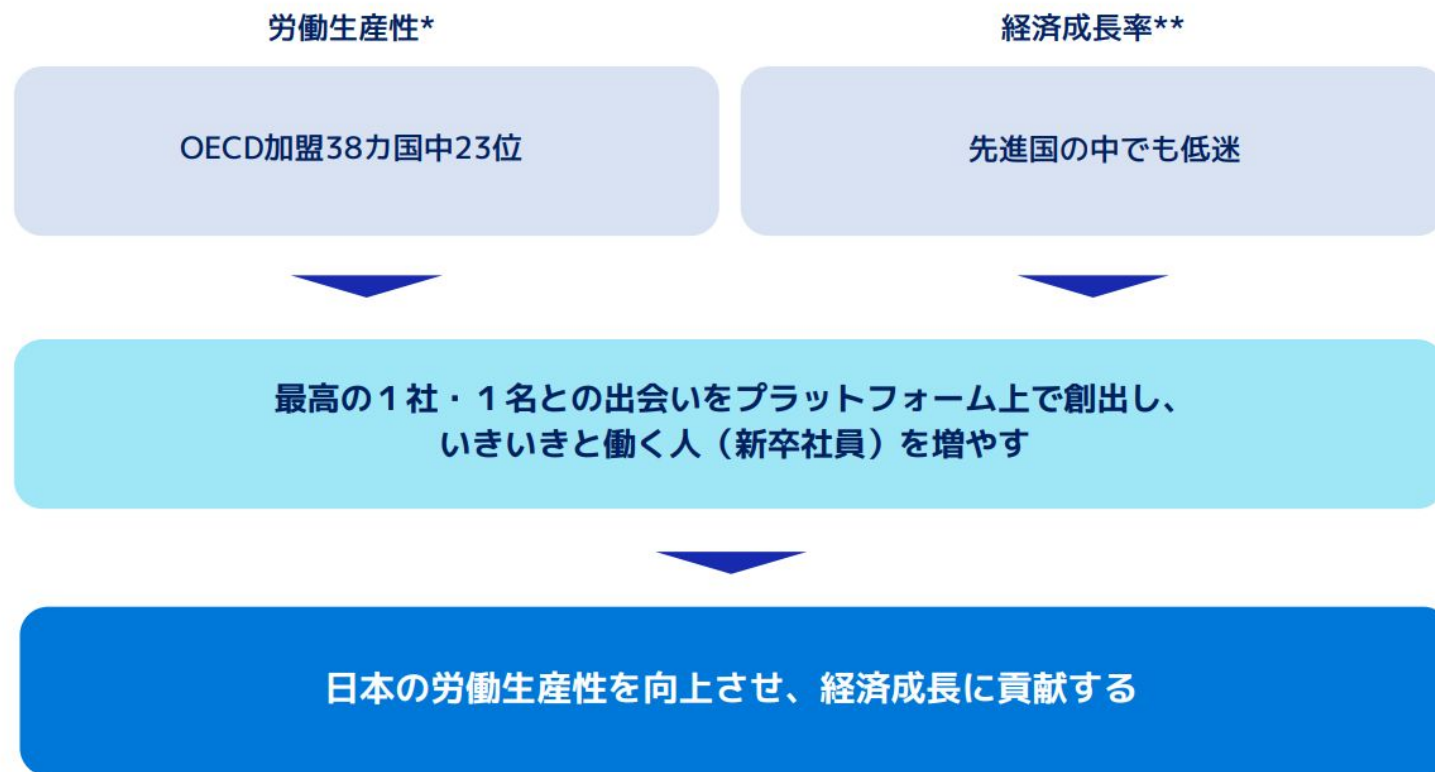 労働生産性*
経済成長率**
OECD加盟38カ国中23位
先進国の中でも低迷
最高の１社・１名との出会いをプラットフォーム上で創出し、
いきいきと働く人（新卒社員）を増やす
日本の労働生産性を向上させ、経済成長に貢献する